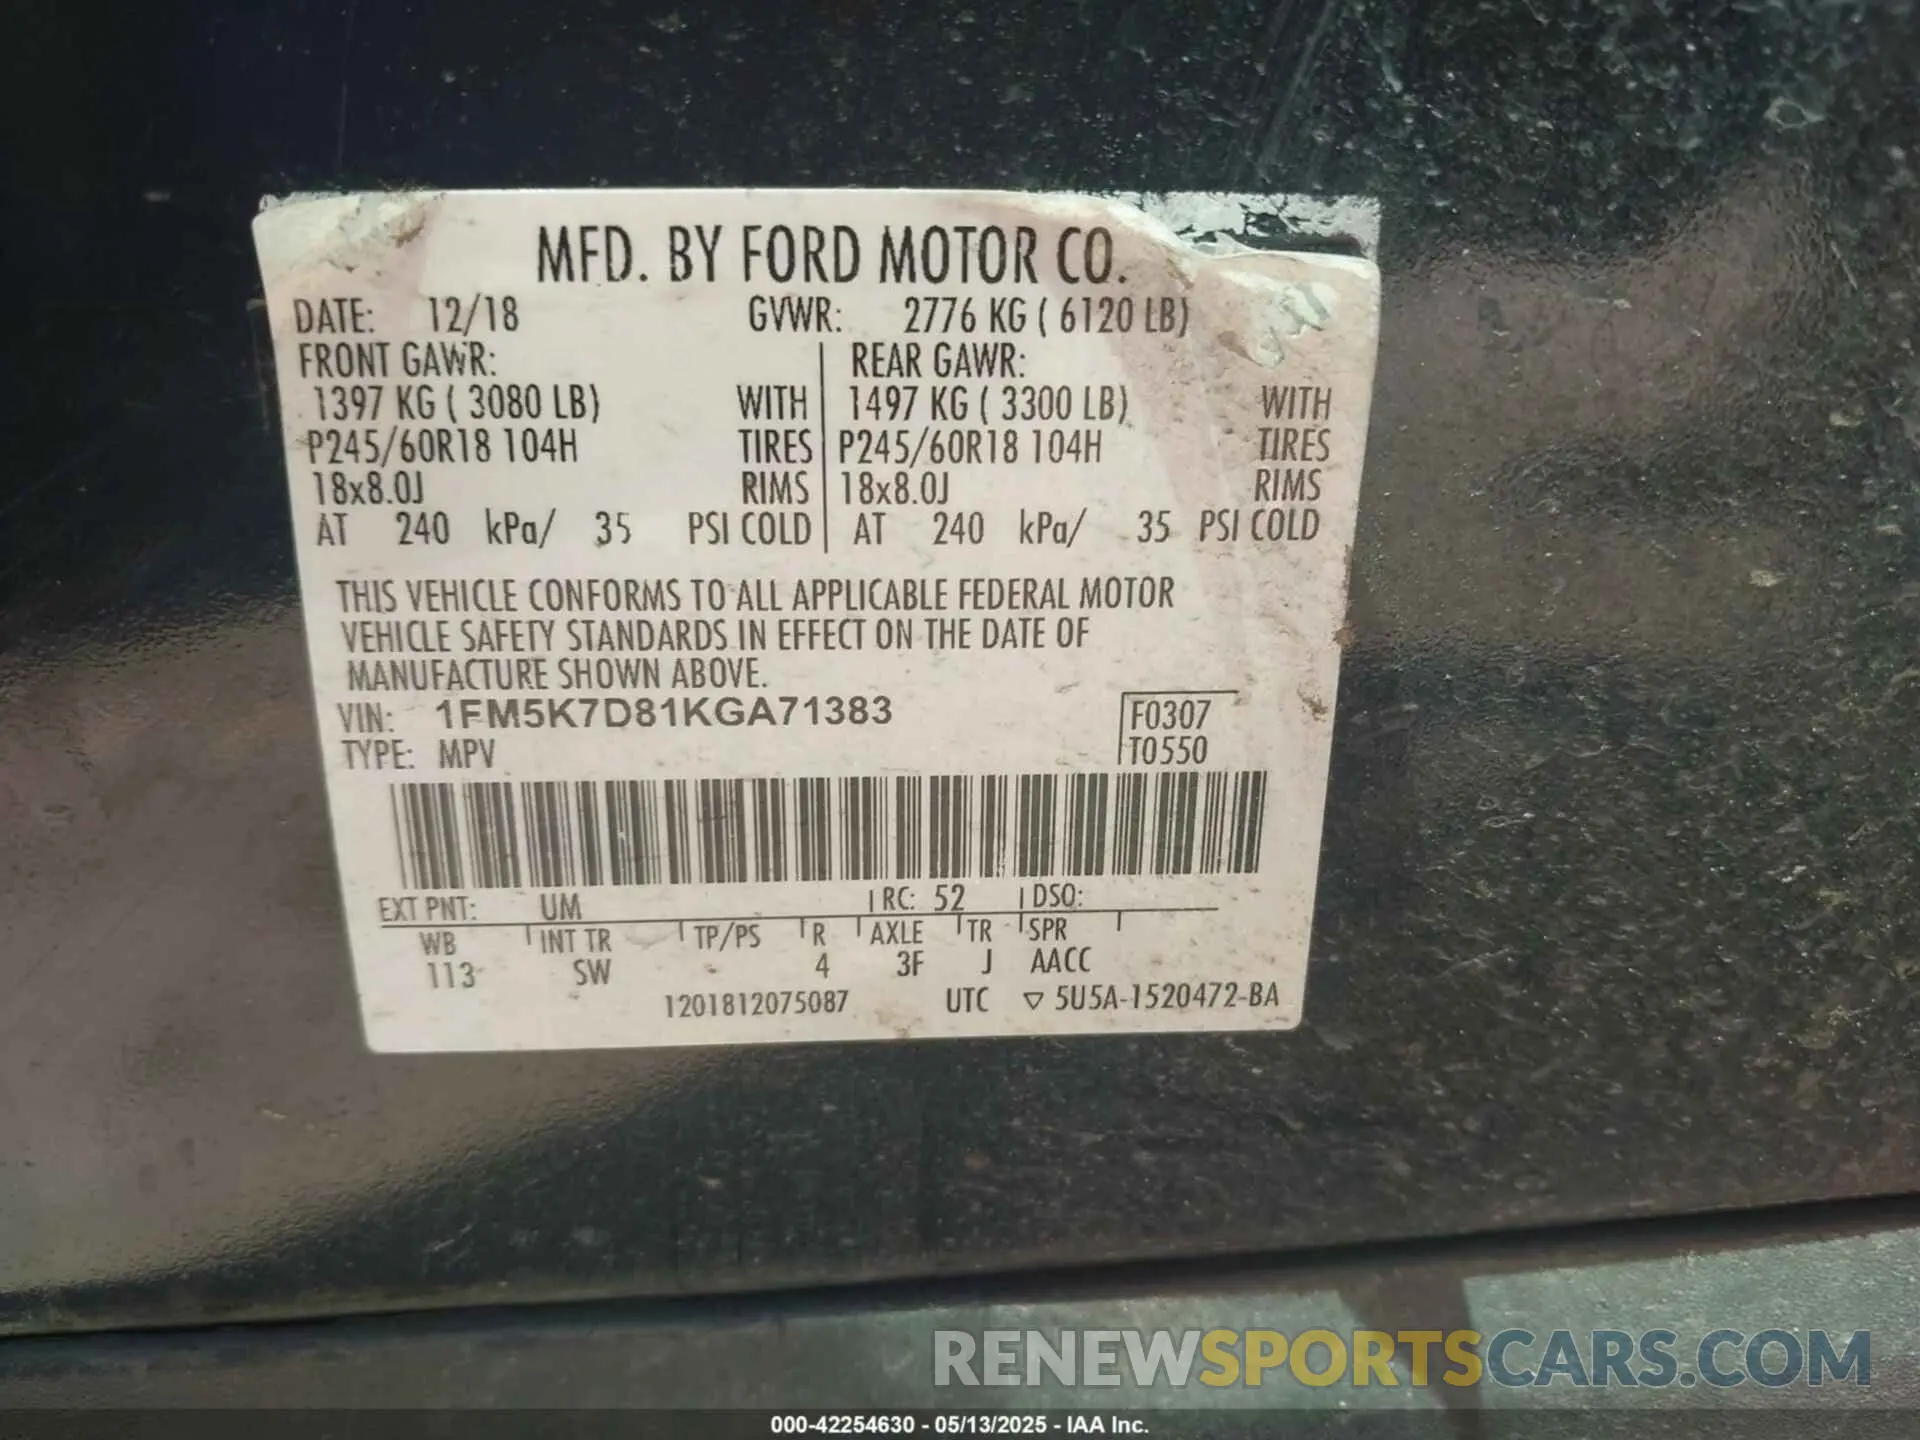 MFD. BY FORD MOTOR CO.
DATE: 12/18 GVWR: 2776 KG ( 6120 LB)
FRONT GAWR: REAR GAWR:
1397 KG ( 3080 LB) WITH 1497 KG ( 3300 LB) WITH
P245/60R18 104H TIRES P245/60R18 104H TIRES
18x8.0J RIMS 18x8.0J RIMS
AT 240 kPa/ 35 PSI COLD AT 240 kPa/ 35 PSI COLD
THIS VEHICLE CONFORMS TO ALL APPLICABLE FEDERAL MOTOR
VEHICLE SAFETY STANDARDS IN EFFECT ON THE DATE OF
MANUFACTURE SHOWN ABOVE.
VIN: 1FM5K7D81KGA71383 F0307
TYPE: MPV T0550
EXT PNT: UM RC: 52 DSO:
WB INT TR TP/PS R AXLE TR SPR
113 SW 4 3F J AACC
1201812075087 UTC ▽ 5U5A-1520472-BA
RENEWSPORTSCARS.COM
000-42254630 - 05/13/2025 - IAA Inc.